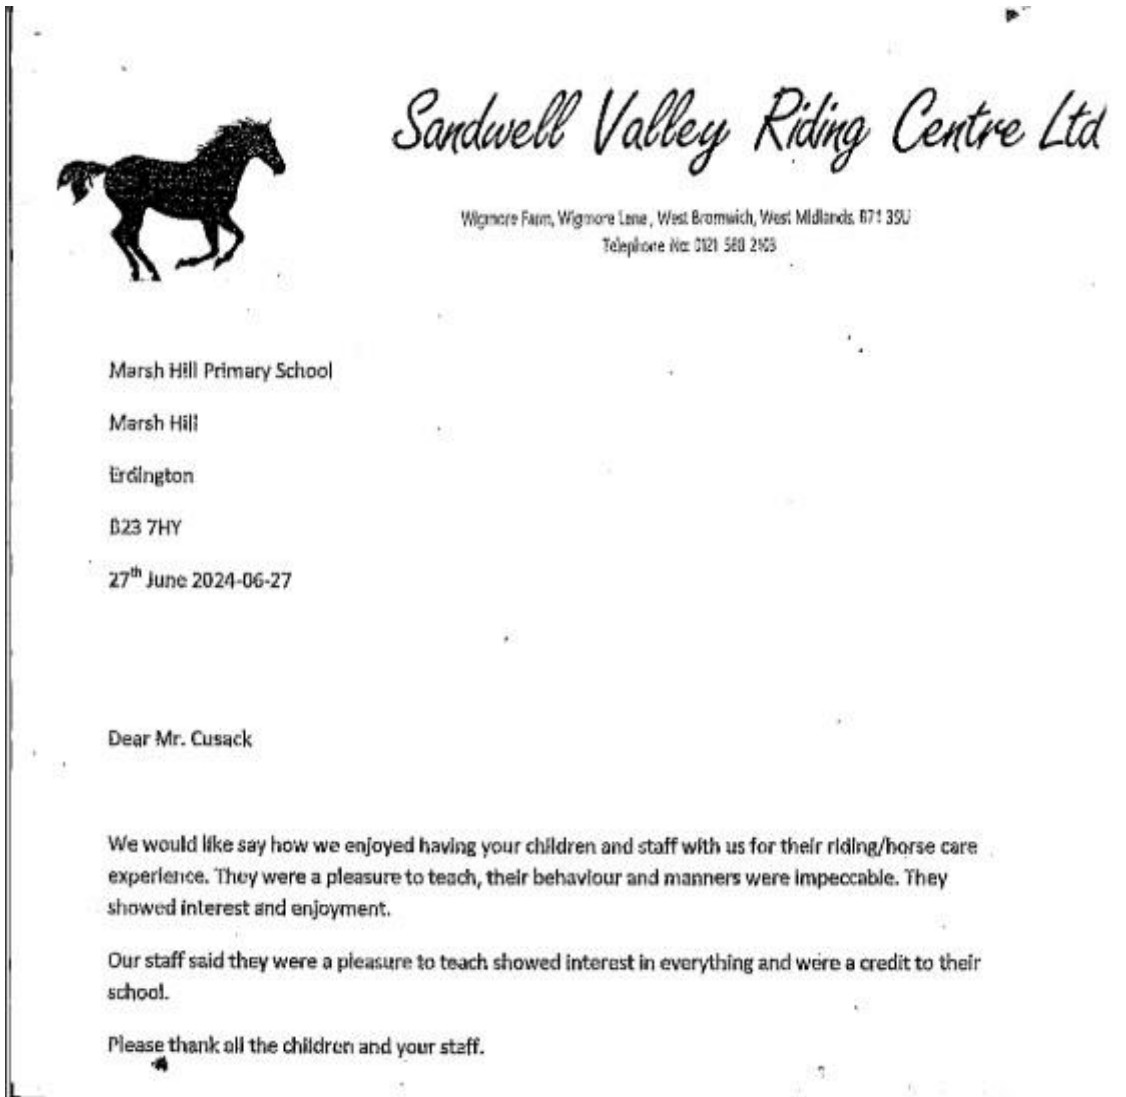 Sandwell Valley Riding Centre Ltd
Wigmore Farm, Wigmore Lane, West Bromwich, West Midlands, B71 3SU
Telephone No: 0121 588
Marsh Hill Primary School
Marsh Hill
Erdington
B23 7HY
27th June 2024-06-27
Dear Mr. Cusack
We would like say how we enjoyed having your children and staff with us for their riding/horse care
experience. They were a pleasure to teach, their behaviour and manners were impeccable. They
showed interest and enjoyment.
Our staff said they were a pleasure to teach showed interest in everything and were a credit to their
school.
Please thank all the children and your staff.